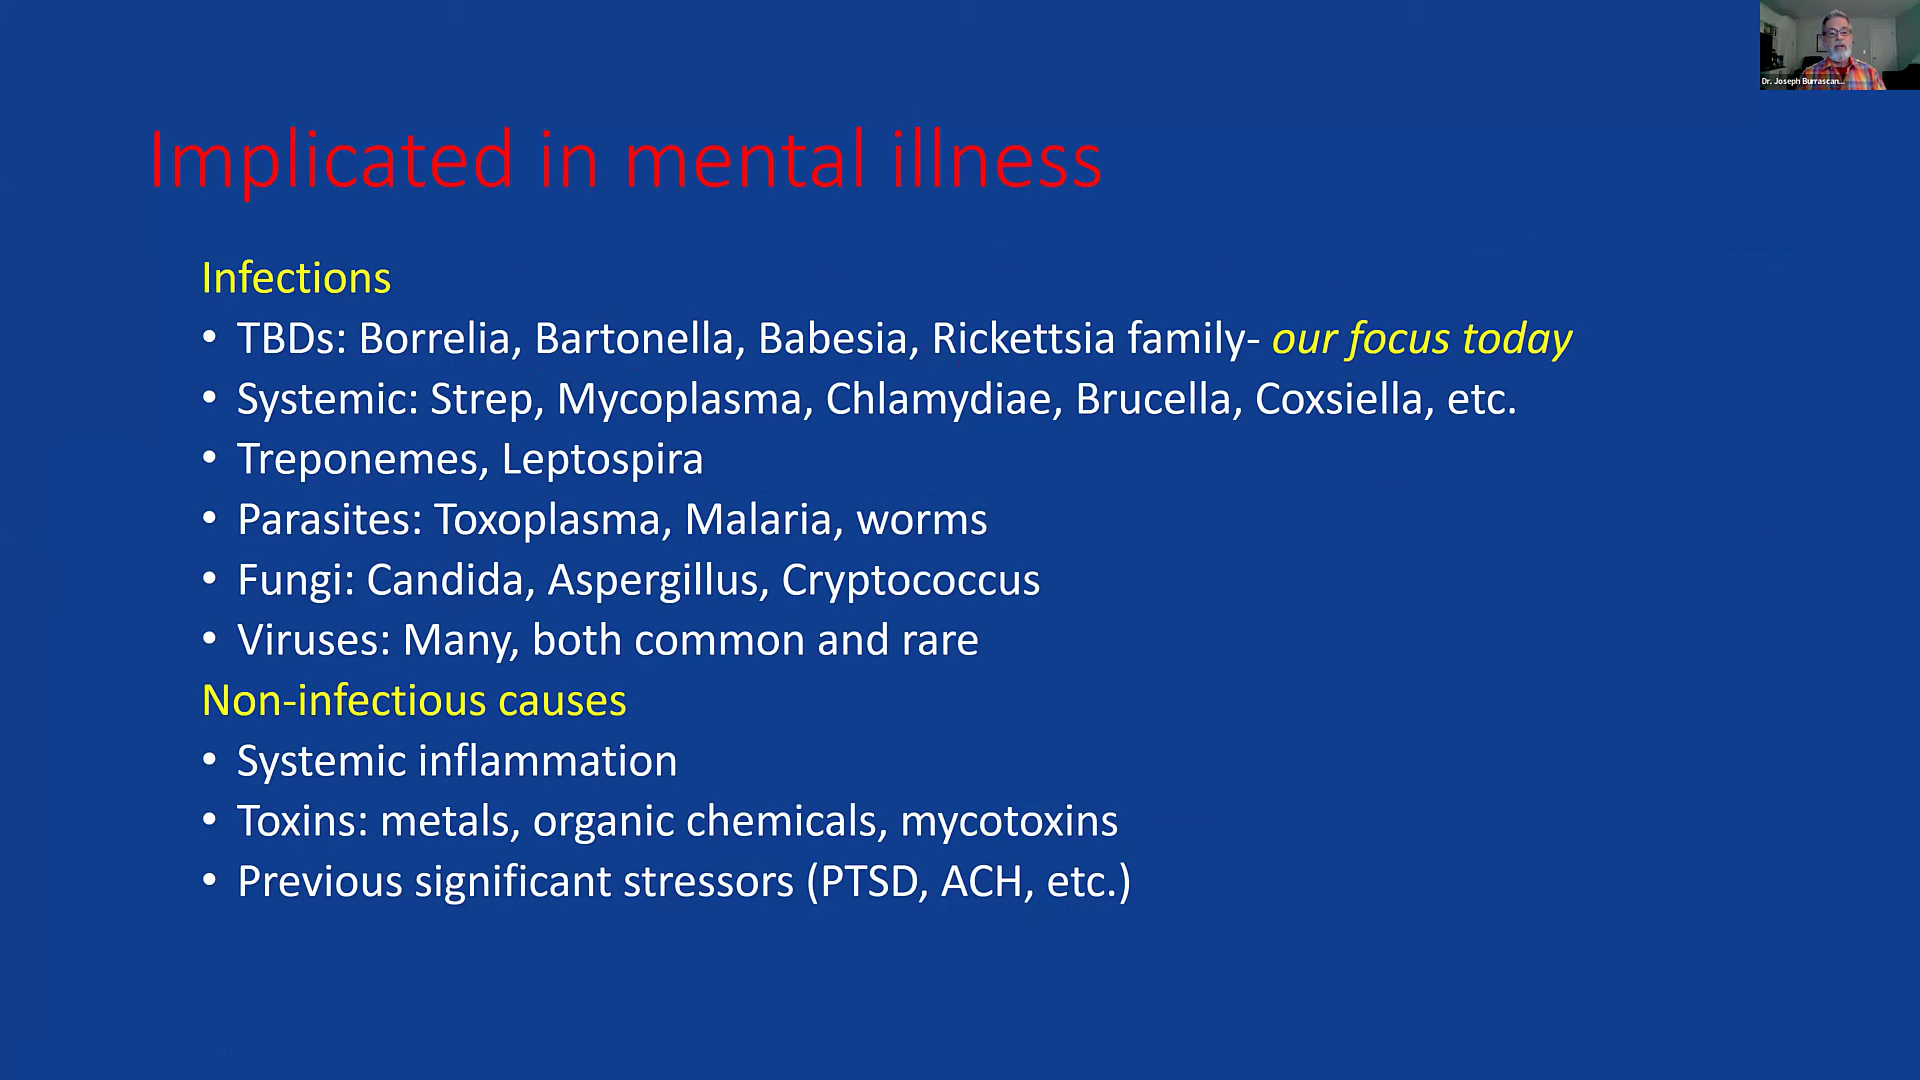 Dr. Joseph Burrascan...
Implicated in mental illness
Infections
• TBDs: Borrelia, Bartonella, Babesia, Rickettsia family- our focus today
• Systemic: Strep, Mycoplasma, Chlamydiae, Brucella, Coxsiella, etc.
• Treponemes, Leptospira
• Parasites: Toxoplasma, Malaria, worms
• Fungi: Candida, Aspergillus, Cryptococcus
• Viruses: Many, both common and rare
Non-infectious causes
• Systemic inflammation
• Toxins: metals, organic chemicals, mycotoxins
• Previous significant stressors (PTSD, ACH, etc.)